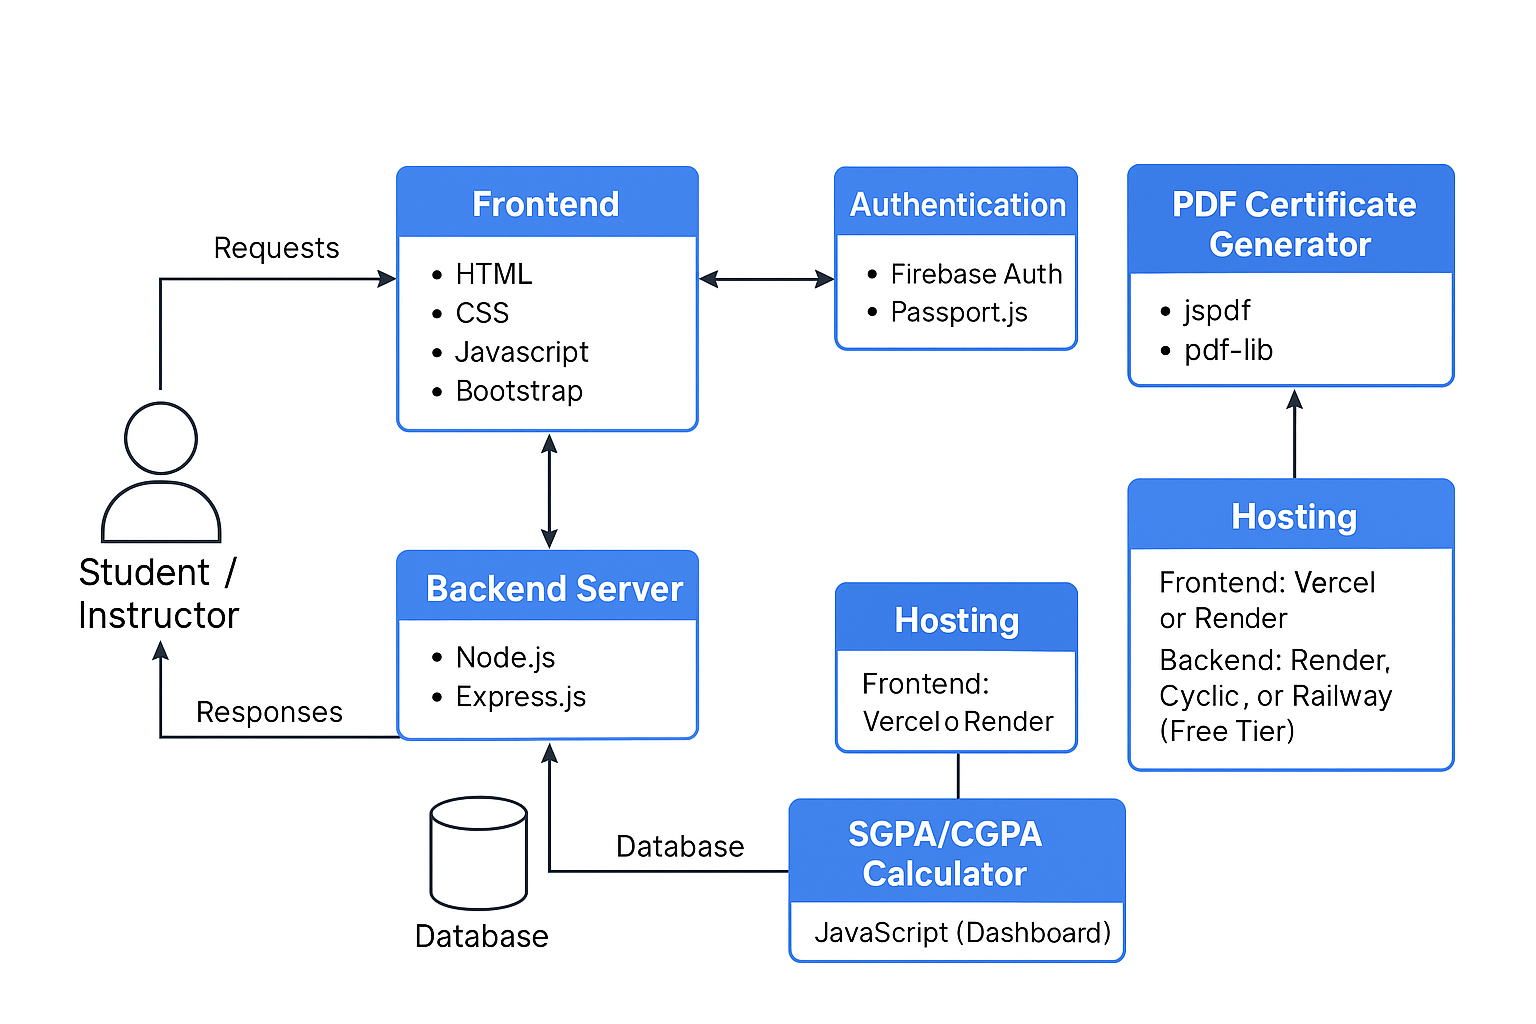 Requests
Frontend
• HTML
• CSS
• Javascript
• Bootstrap
Authentication
• Firebase Auth
• Passport.js
PDF Certificate
Generator
• jspdf
• pdf-lib
Student /
Instructor
Responses
Backend Server
• Node.js
• Express.js
Hosting
Frontend:
Vercel o Render
Hosting
Frontend: Vercel
or Render
Backend: Render,
Cyclic, or Railway
(Free Tier)
Database
Database
SGPA/CGPA
Calculator
JavaScript (Dashboard)